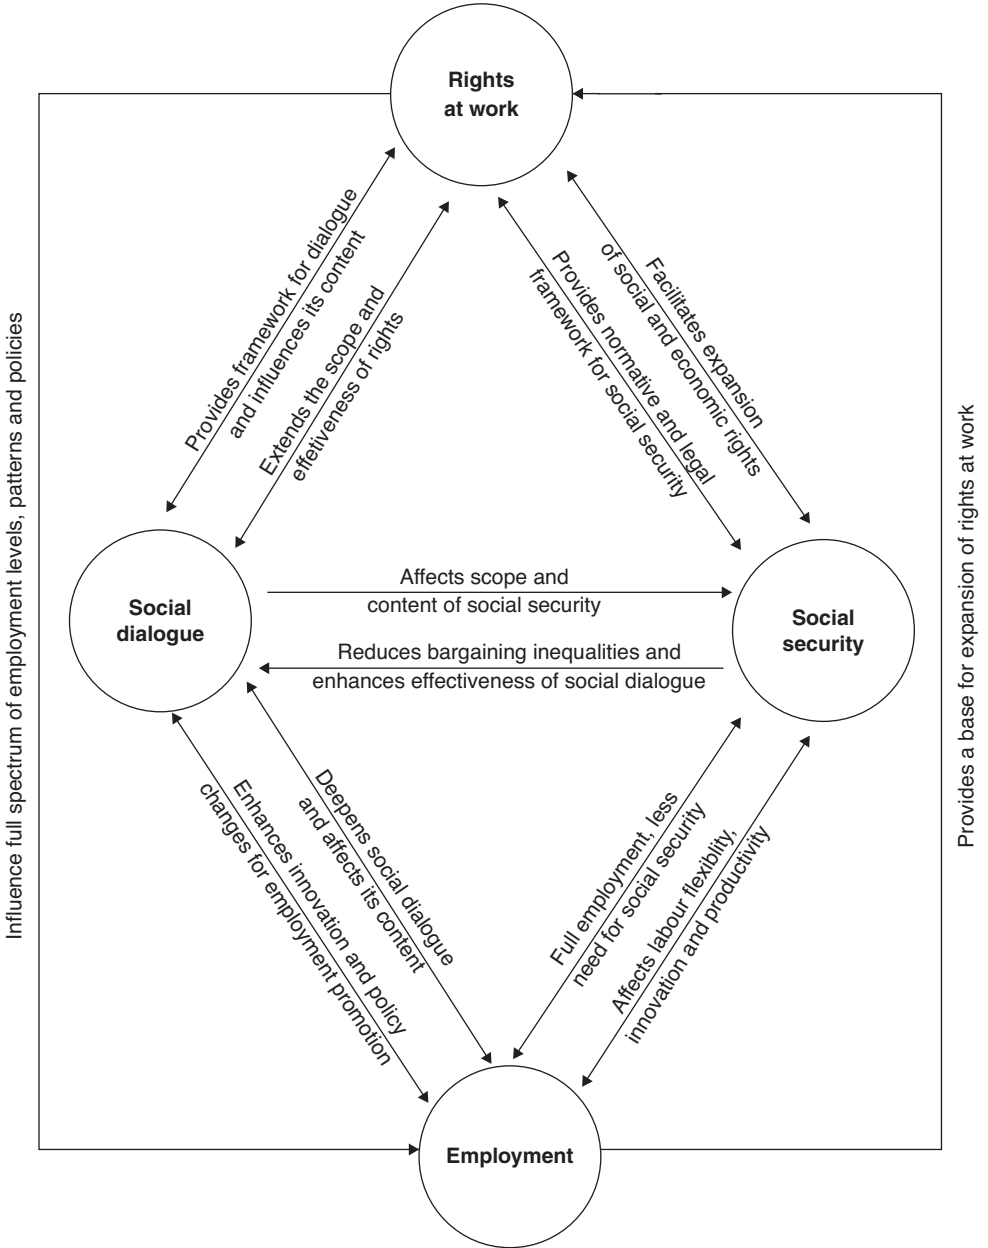 Rights
at work
Provides framework for dialogue
and influences its content
Extends the scope and
effetiveness of rights
Provides normative and legal
framework for social security
Facilitates expansion
of social and economic rights
Influence full spectrum of employment levels, patterns and policies
Provides a base for expansion of rights at work
Social
dialogue
Affects scope and
content of social security
Reduces bargaining inequalities and
enhances effectiveness of social dialogue
Social
security
Enhances innovation and policy
changes for employment promotion
Deepens social dialogue
and affects its content
Full employment, less
need for social security
Affects labour flexiblity,
innovation and productivity
Employment